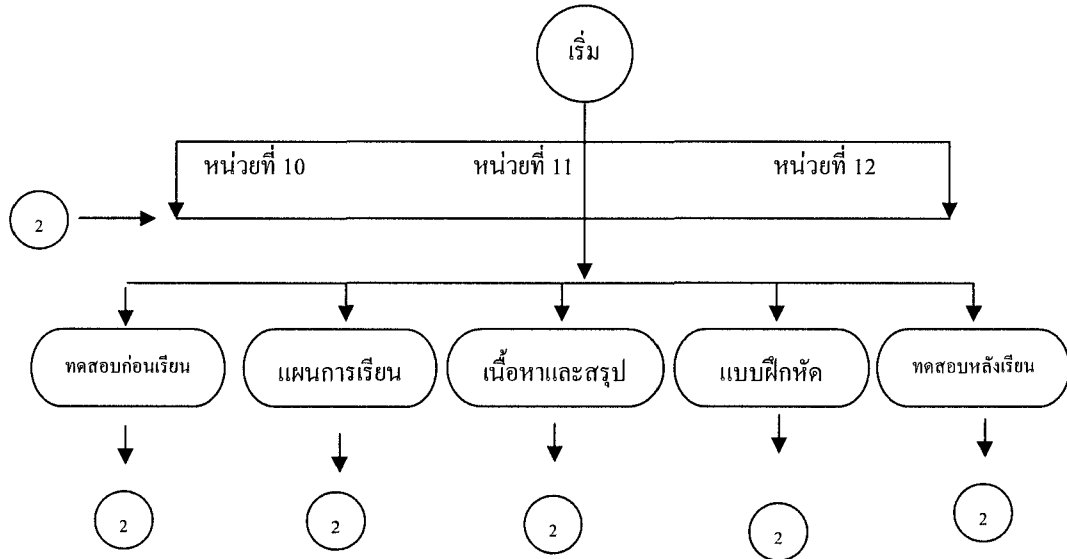 เริ่ม
หน่วยที่ 10 หน่วยที่ 11 หน่วยที่ 12
2
ทดสอบก่อนเรียน แผนการเรียน เนื้อหาและสรุป แบบฝึกหัด ทดสอบหลังเรียน
2 2 2 2 2